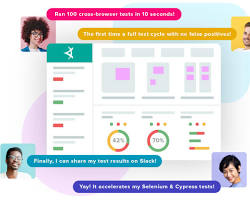 Run 100 cross-browser tests in 10 seconds!
The first time a full test cycle with no false positives!
42%
70%
Finally, I can share my test results on Slack!
Yay! It accelerates my Selenium & Cypress tests!